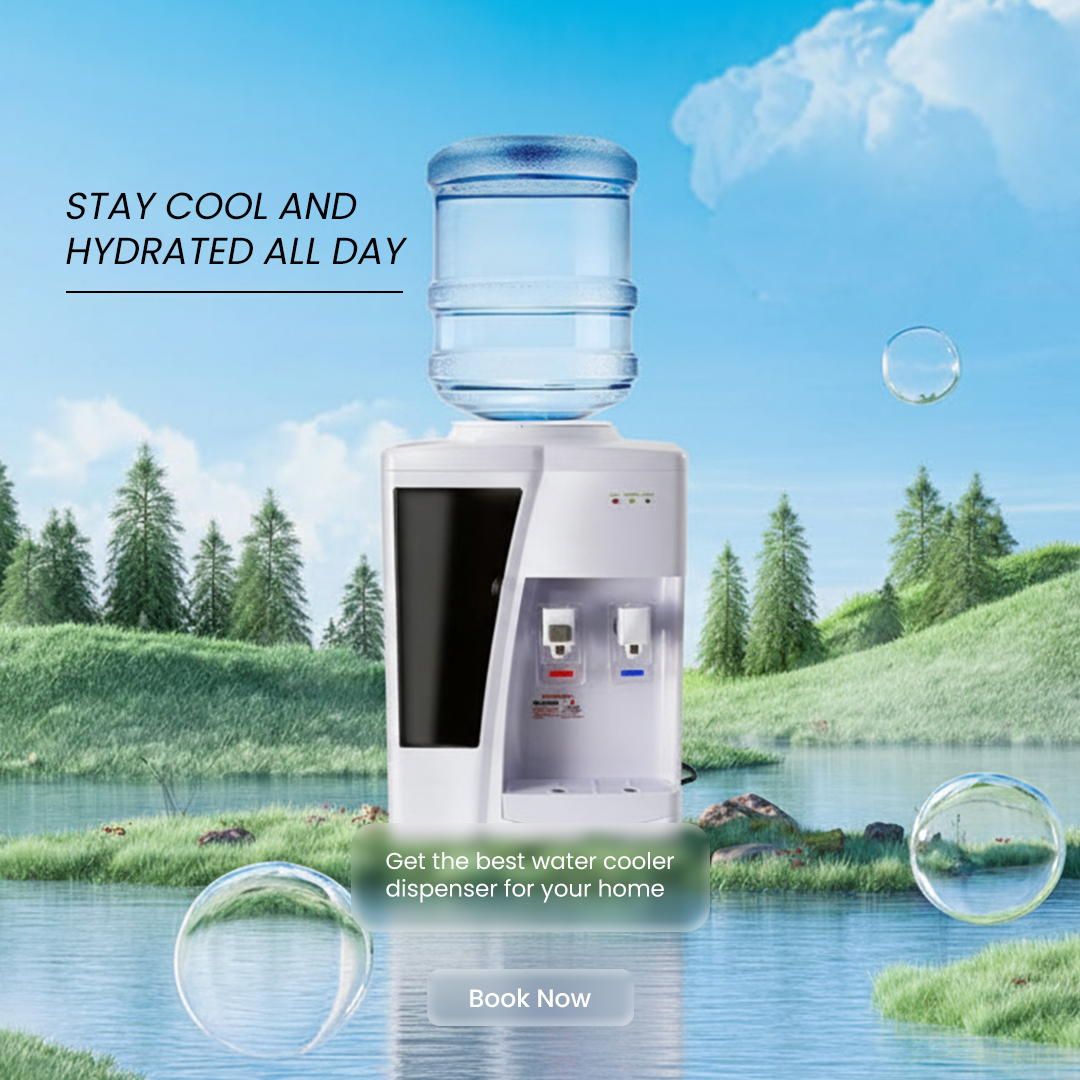 STAY COOL AND
HYDRATED ALL DAY
Get the best water cooler
dispenser for your home
Book Now